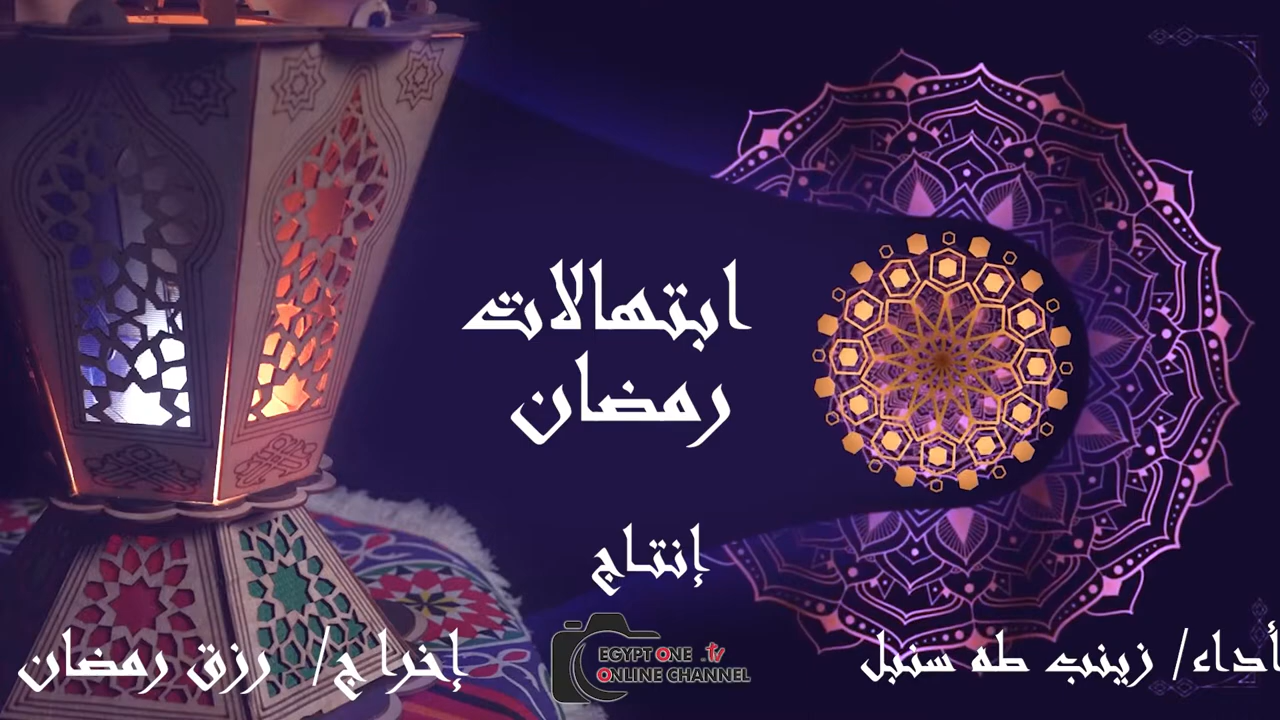 ابتهالات
رمضان
إنتاج
EGYPT ONE .tv
ONLINE CHANNEL
أداء/ زينب طه سنبل
إخراج/ رزق رمضان